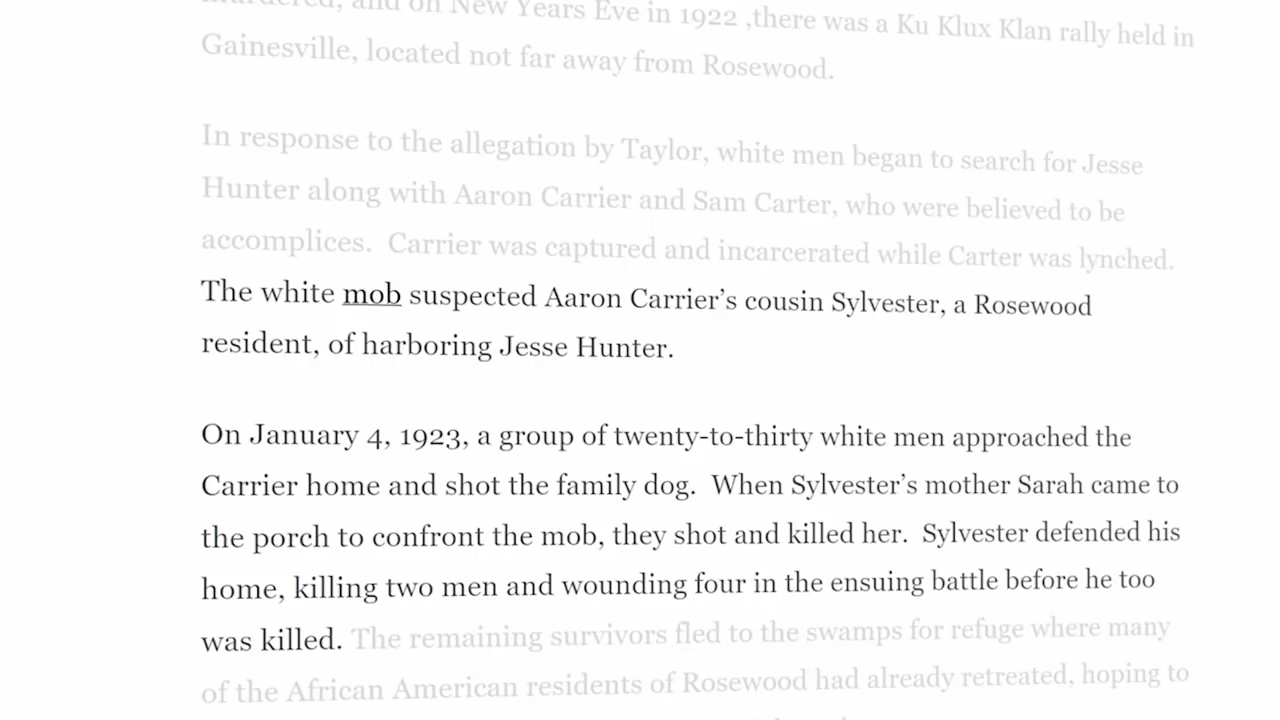 murdered, and on New Years Eve in 1922 ,there was a Ku Klux Klan rally held in
Gainesville, located not far away from Rosewood.
In response to the allegation by Taylor, white men began to search for Jesse
Hunter along with Aaron Carrier and Sam Carter, who were believed to be
accomplices. Carrier was captured and incarcerated while Carter was lynched.
The white mob suspected Aaron Carrier’s cousin Sylvester, a Rosewood
resident, of harboring Jesse Hunter.
On January 4, 1923, a group of twenty-to-thirty white men approached the
Carrier home and shot the family dog. When Sylvester’s mother Sarah came to
the porch to confront the mob, they shot and killed her. Sylvester defended his
home, killing two men and wounding four in the ensuing battle before he too
was killed. The remaining survivors fled to the swamps for refuge where many
of the African American residents of Rosewood had already retreated, hoping to